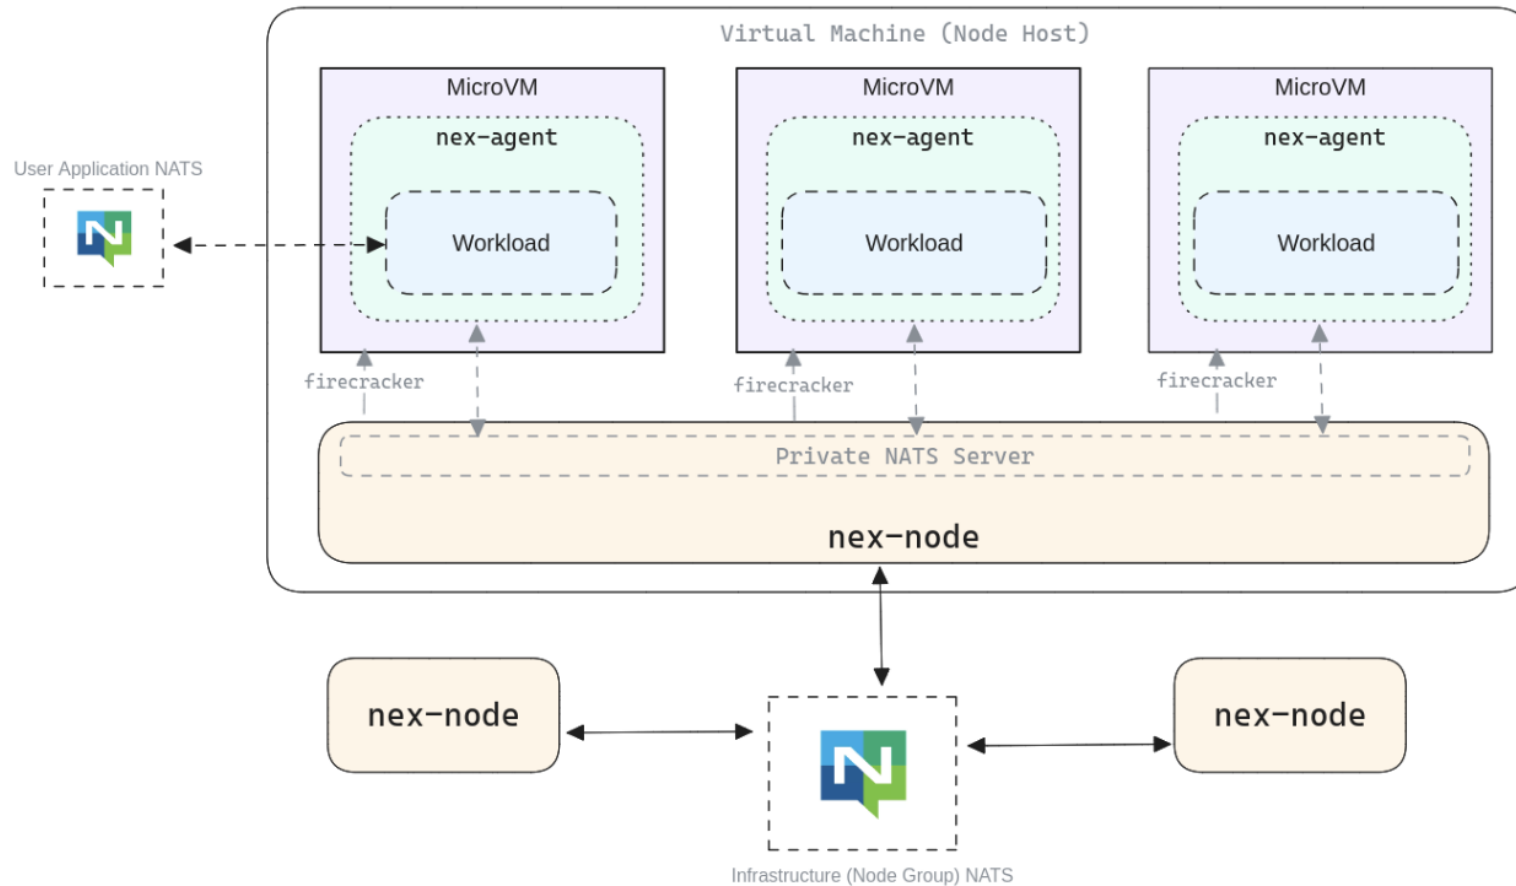 Virtual Machine (Node Host)
MicroVM
MicroVM
MicroVM
nex-agent
nex-agent
nex-agent
User Application NATS
N
Workload
Workload
Workload
firecracker
firecracker
firecracker
Private NATS Server
nex-node
nex-node
nex-node
N
Infrastructure (Node Group) NATS